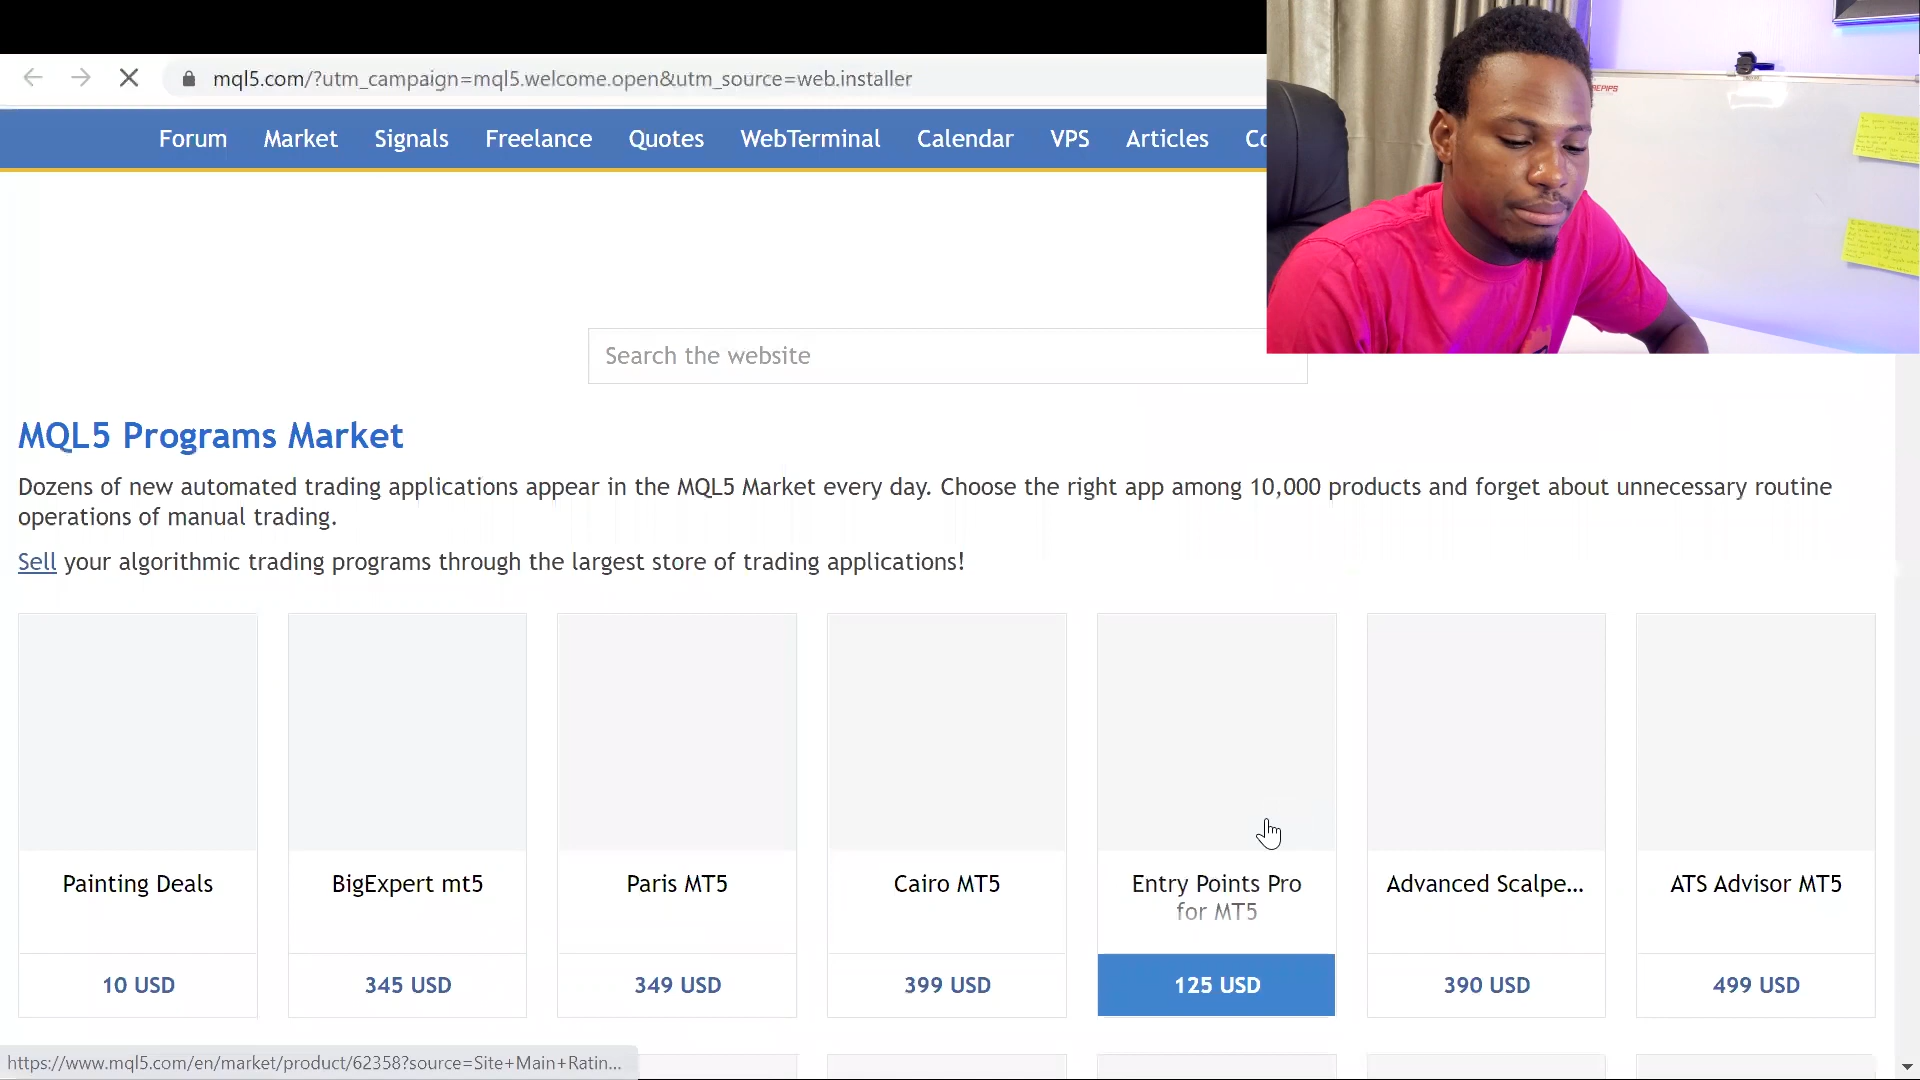 mql5.com/?utm_campaign=mql5.welcome.open&utm_source=web.installer
Forum Market Signals Freelance Quotes WebTerminal Calendar VPS Articles
Search the website
MQL5 Programs Market
Dozens of new automated trading applications appear in the MQL5 Market every day. Choose the right app among 10,000 products and forget about unnecessary routine
operations of manual trading.
Sell your algorithmic trading programs through the largest store of trading applications!
Painting Deals
10 USD
BigExpert mt5
345 USD
Paris MT5
349 USD
Cairo MT5
399 USD
Entry Points Pro
for MT5
125 USD
Advanced Scalpe...
390 USD
ATS Advisor MT5
499 USD
https://www.mql5.com/en/market/product/62358?source=Site+Main+Ratin...